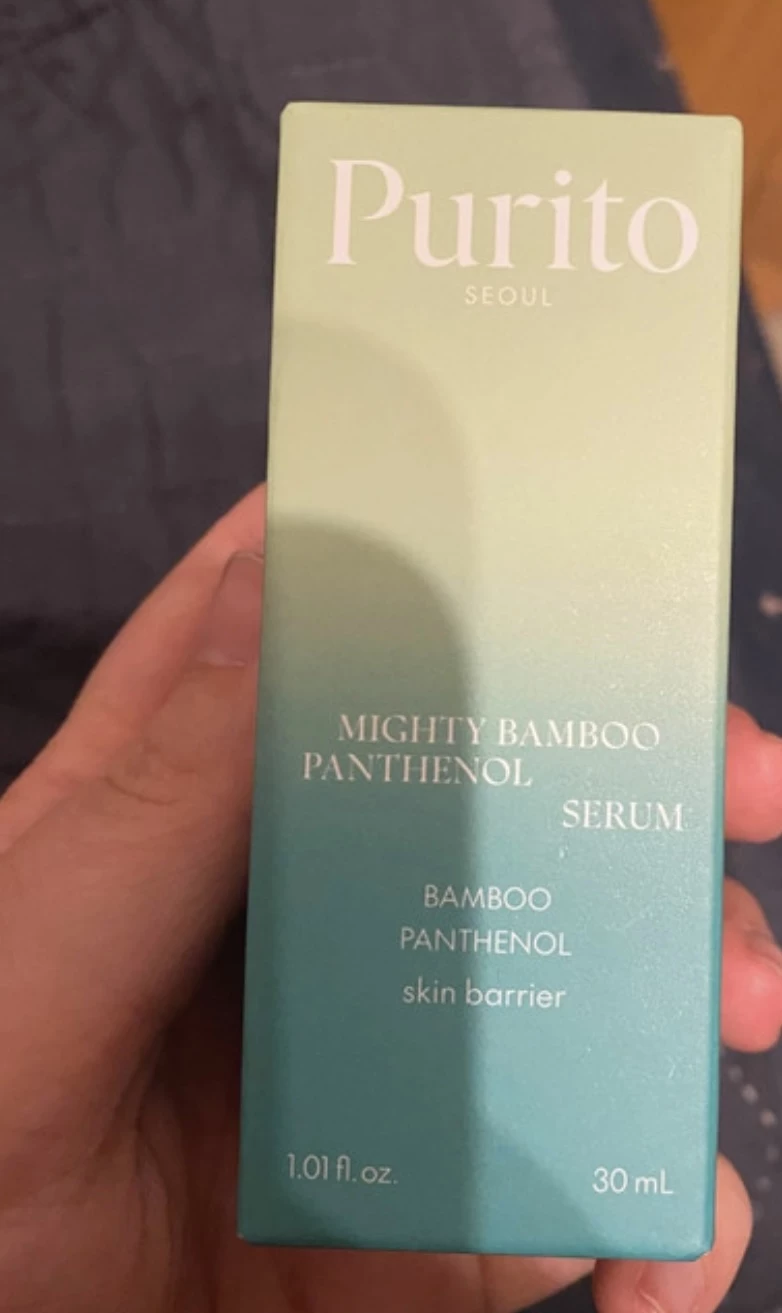 Purito
SEOUL
MIGHTY BAMBOO
PANTHENOL
SERUM
BAMBOO
PANTHENOL
skin barrier
1.01 fl. oz. 30 mL